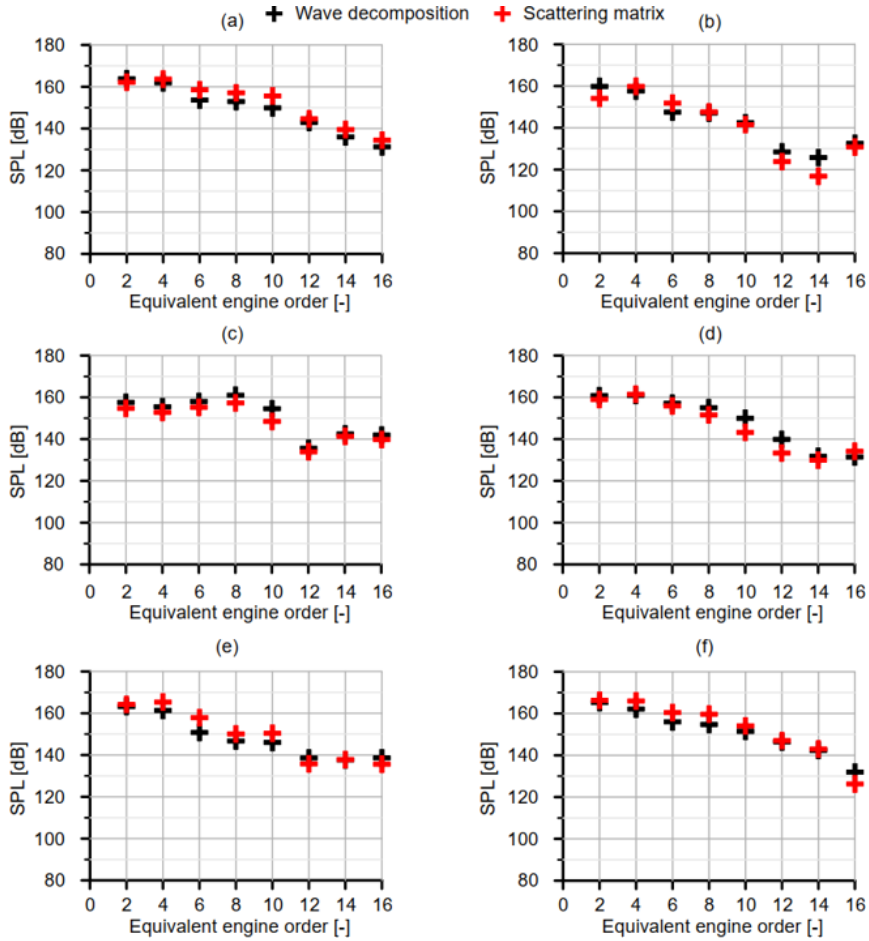 Wave decomposition Scattering matrix
(a) (b)
180 180
160 160
140 140
120 120
100 100
80 80
SPL [dB] SPL [dB]
0 2 4 6 8 10 12 14 16 0 2 4 6 8 10 12 14 16
Equivalent engine order [-] Equivalent engine order [-]
(c) (d)
180 180
160 160
140 140
120 120
100 100
80 80
SPL [dB] SPL [dB]
0 2 4 6 8 10 12 14 16 0 2 4 6 8 10 12 14 16
Equivalent engine order [-] Equivalent engine order [-]
(e) (f)
180 180
160 160
140 140
120 120
100 100
80 80
SPL [dB] SPL [dB]
0 2 4 6 8 10 12 14 16 0 2 4 6 8 10 12 14 16
Equivalent engine order [-] Equivalent engine order [-]